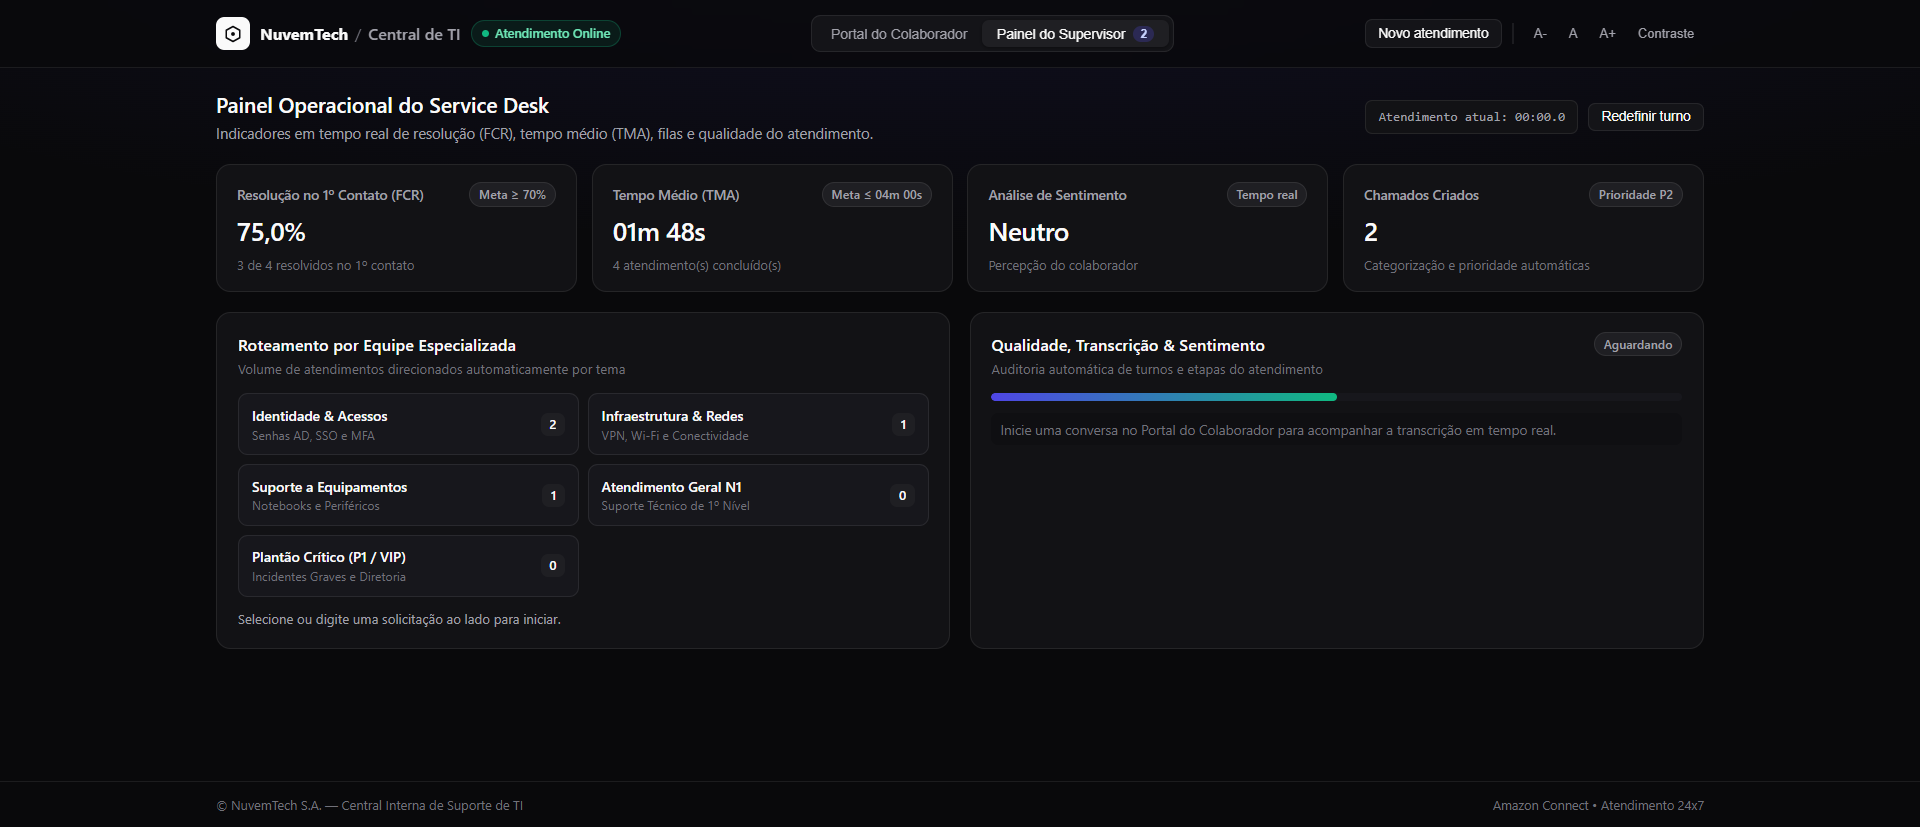 NuvemTech / Central de TI
Atendimento Online
Portal do Colaborador
Painel do Supervisor 2
Novo atendimento
A-
A
A+
Contraste
Painel Operacional do Service Desk
Indicadores em tempo real de resolução (FCR), tempo médio (TMA), filas e qualidade do atendimento.
Atendimento atual: 00:00.0
Redefinir turno
Resolução no 1º Contato (FCR)
Meta ≥ 70%
75,0%
3 de 4 resolvidos no 1º contato
Tempo Médio (TMA)
Meta ≤ 04m 00s
01m 48s
4 atendimento(s) concluído(s)
Análise de Sentimento
Tempo real
Neutro
Percepção do colaborador
Chamados Criados
Prioridade P2
2
Categorização e prioridade automáticas
Roteamento por Equipe Especializada
Volume de atendimentos direcionados automaticamente por tema
Identidade & Acessos
Senhas AD, SSO e MFA
2
Infraestrutura & Redes
VPN, Wi-Fi e Conectividade
1
Suporte a Equipamentos
Notebooks e Periféricos
1
Atendimento Geral N1
Suporte Técnico de 1º Nível
0
Plantão Crítico (P1 / VIP)
Incidentes Graves e Diretoria
0
Selecione ou digite uma solicitação ao lado para iniciar.
Qualidade, Transcrição & Sentimento
Aguardando
Auditoria automática de turnos e etapas do atendimento
Inicie uma conversa no Portal do Colaborador para acompanhar a transcrição em tempo real.
© NuvemTech S.A. — Central Interna de Suporte de TI
Amazon Connect • Atendimento 24x7